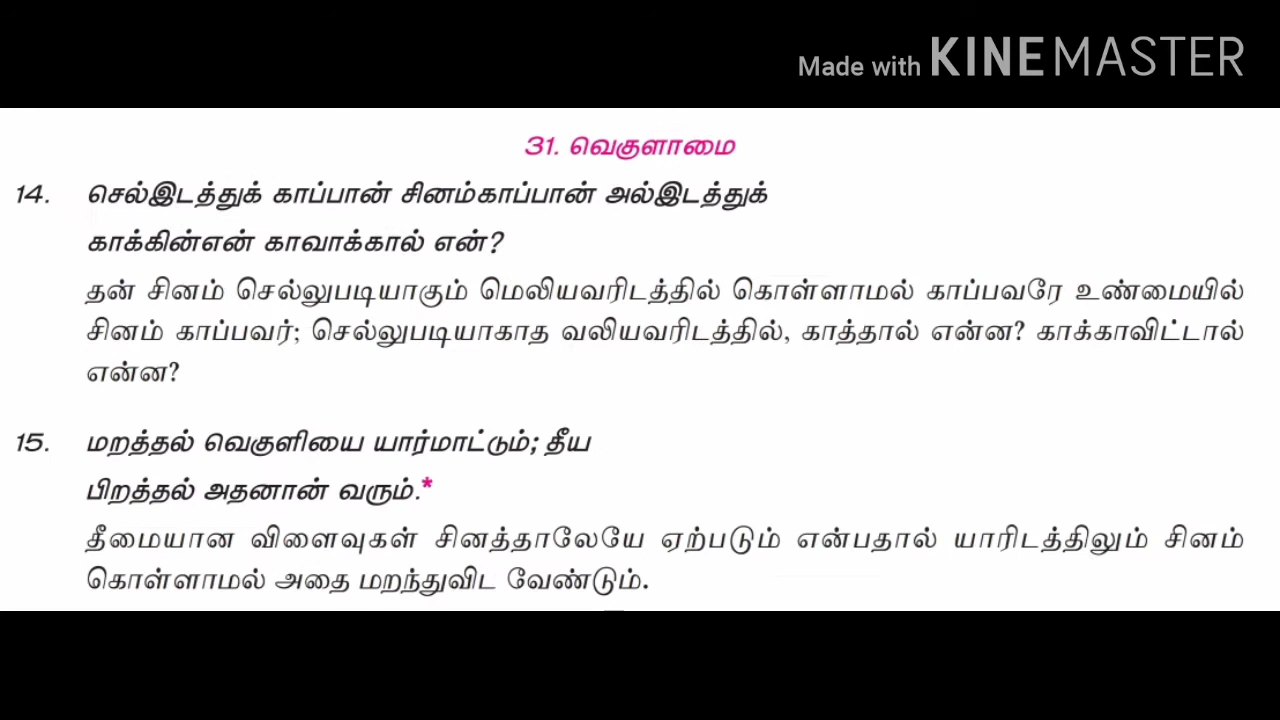 Made with KINEMASTER
31. வெகுளாமை
14. செல்இடத்துக் காப்பான் சினம்காப்பான் அல்இடத்துக்
காக்கின்என் காவாக்கால் என்?
தன் சினம் செல்லுபடியாகும் மெலியவரிடத்தில் கொள்ளாமல் காப்பவரே உண்மையில்
சினம் காப்பவர்; செல்லுபடியாகாத வலியவரிடத்தில், காத்தால் என்ன? காக்காவிட்டால்
என்ன?
15. மறத்தல் வெகுளியை யார்மாட்டும்; தீய
பிறத்தல் அதனான் வரும்.*
தீமையான விளைவுகள் சினத்தாலேயே ஏற்படும் என்பதால் யாரிடத்திலும் சினம்
கொள்ளாமல் அதை மறந்துவிட வேண்டும்.